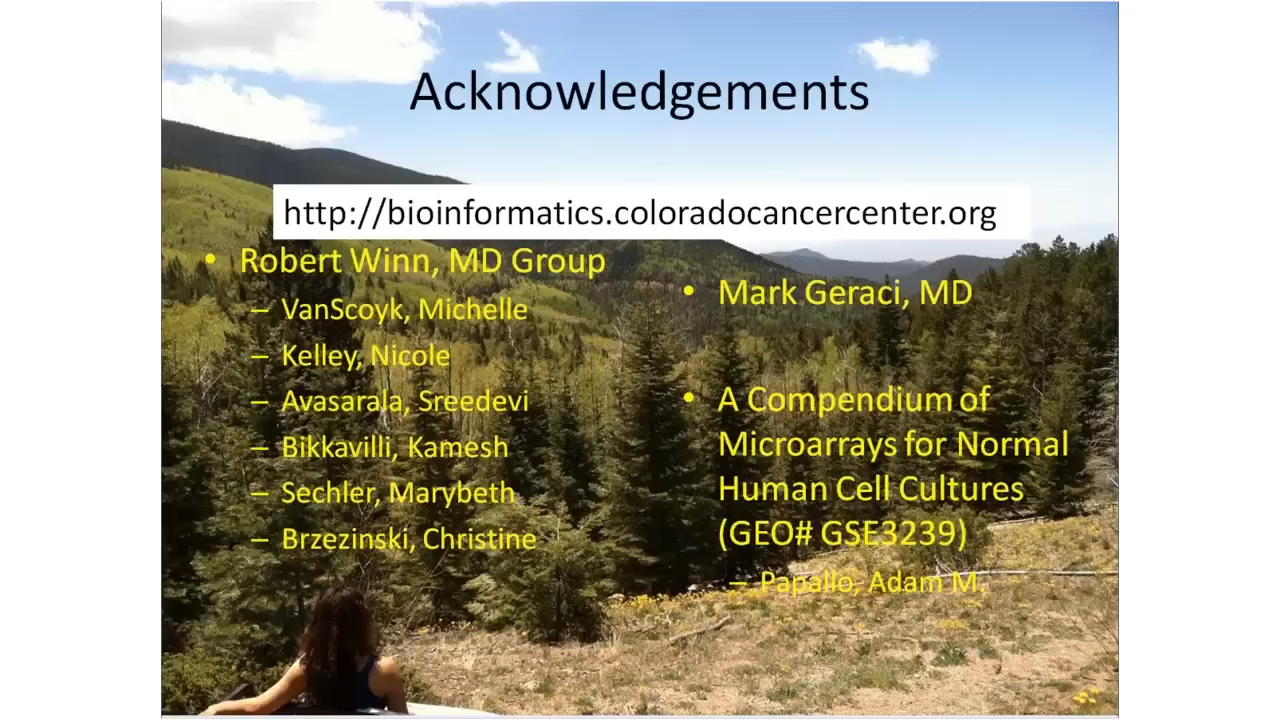 Acknowledgements
http://bioinformatics.coloradocancercenter.org
• Robert Winn, MD Group
– VanScoyk, Michelle
– Kelley, Nicole
– Avasarala, Sreedevi
– Bikkavilli, Kamesh
– Sechler, Marybeth
– Brzezinski, Christine
• Mark Geraci, MD
• A Compendium of
Microarrays for Normal
Human Cell Cultures
(GEO# GSE3239)
– Papallo, Adam M.